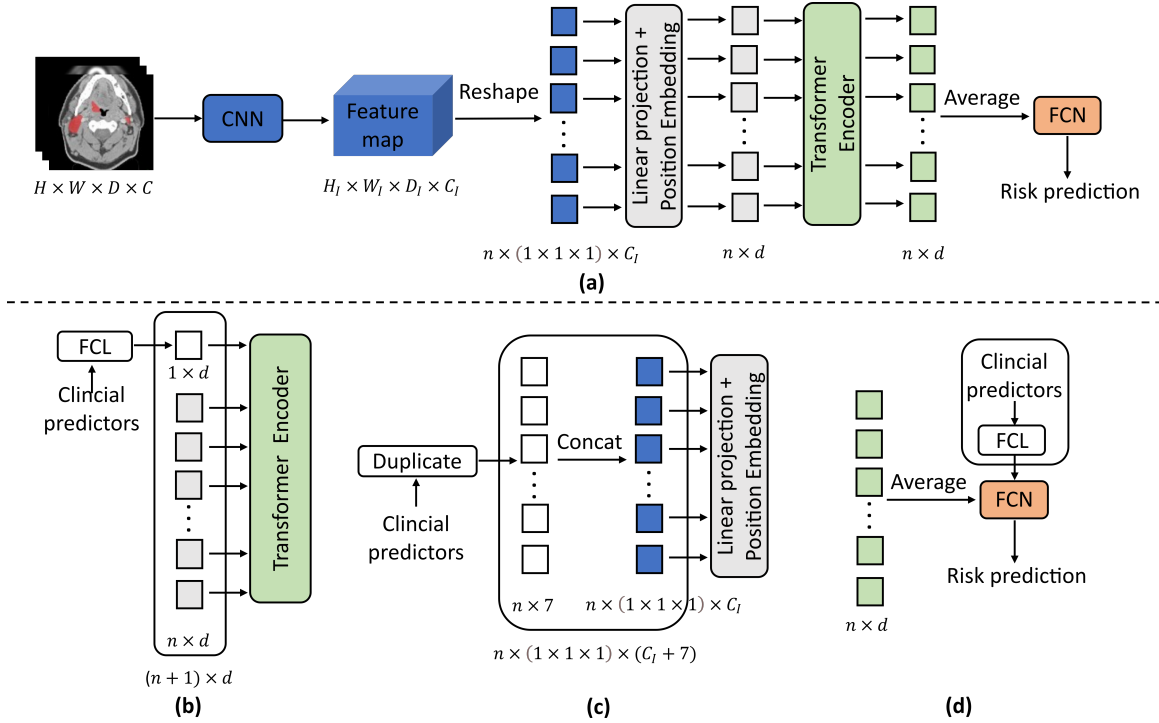 CNN
Feature
map
Reshape
Linear projection +
Position Embedding
Transformer
Encoder
Average
FCN
Risk prediction
H × W × D × C
H_I × W_I × D_I × C_I
n × (1 × 1 × 1) × C_I
n × d
n × d
(a)
FCL
Clincial
predictors
1 × d
Transformer Encoder
n × d
(n + 1) × d
(b)
Duplicate
Clincial
predictors
Concat
Linear projection +
Position Embedding
n × 7
n × (1 × 1 × 1) × C_I
n × (1 × 1 × 1) × (C_I + 7)
(c)
Clincial
predictors
FCL
Average
FCN
Risk prediction
n × d
(d)